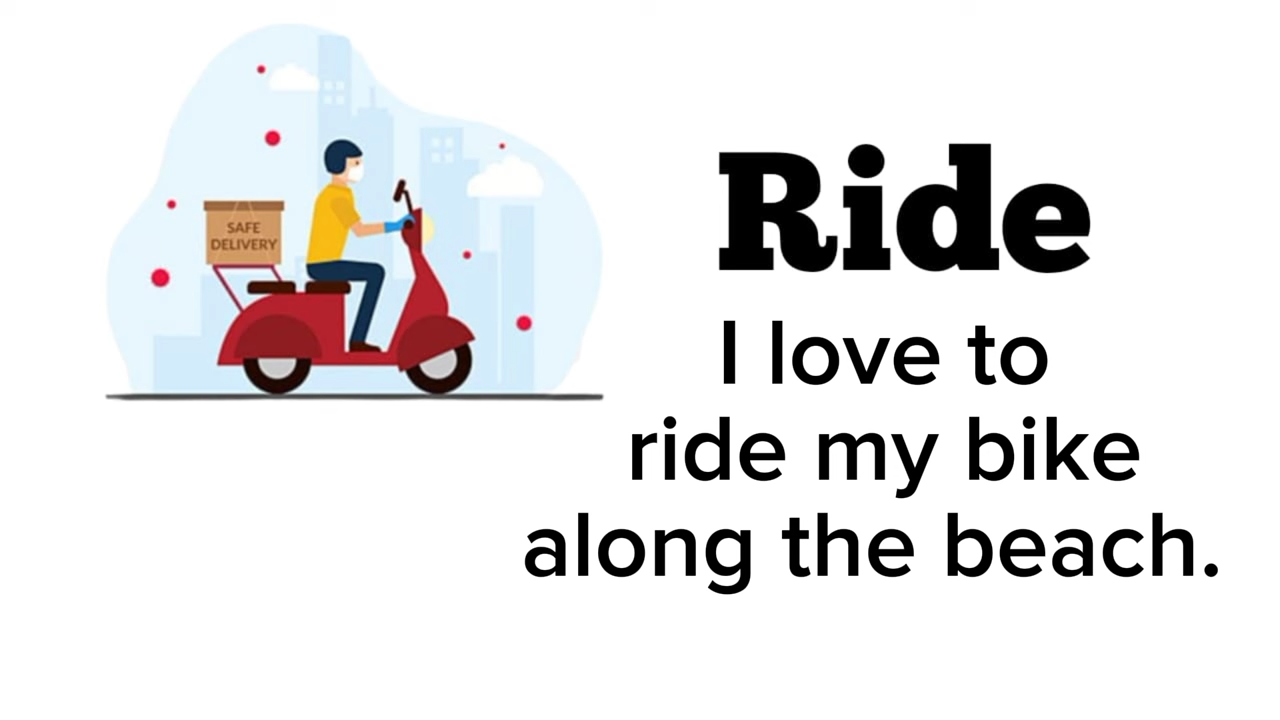 SAFE
DELIVERY
Ride
I love to
ride my bike
along the beach.